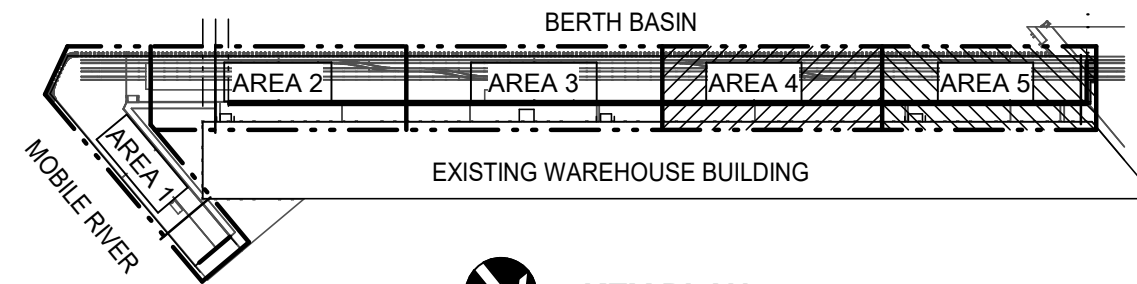 BERTH BASIN
AREA 2
AREA 3
AREA 4
AREA 5
AREA 1
MOBILE RIVER
EXISTING WAREHOUSE BUILDING